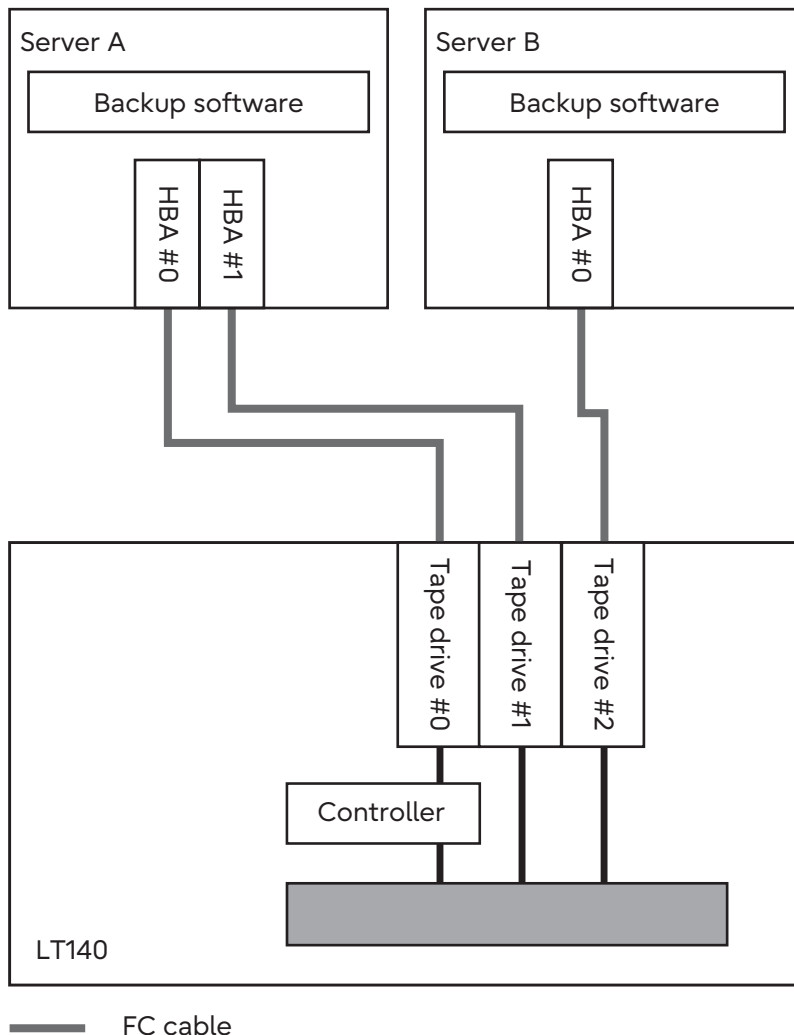 Server A
Backup software
HBA #0
HBA #1
Server B
Backup software
HBA #0
Tape drive #0
Tape drive #1
Tape drive #2
Controller
LT140
FC cable